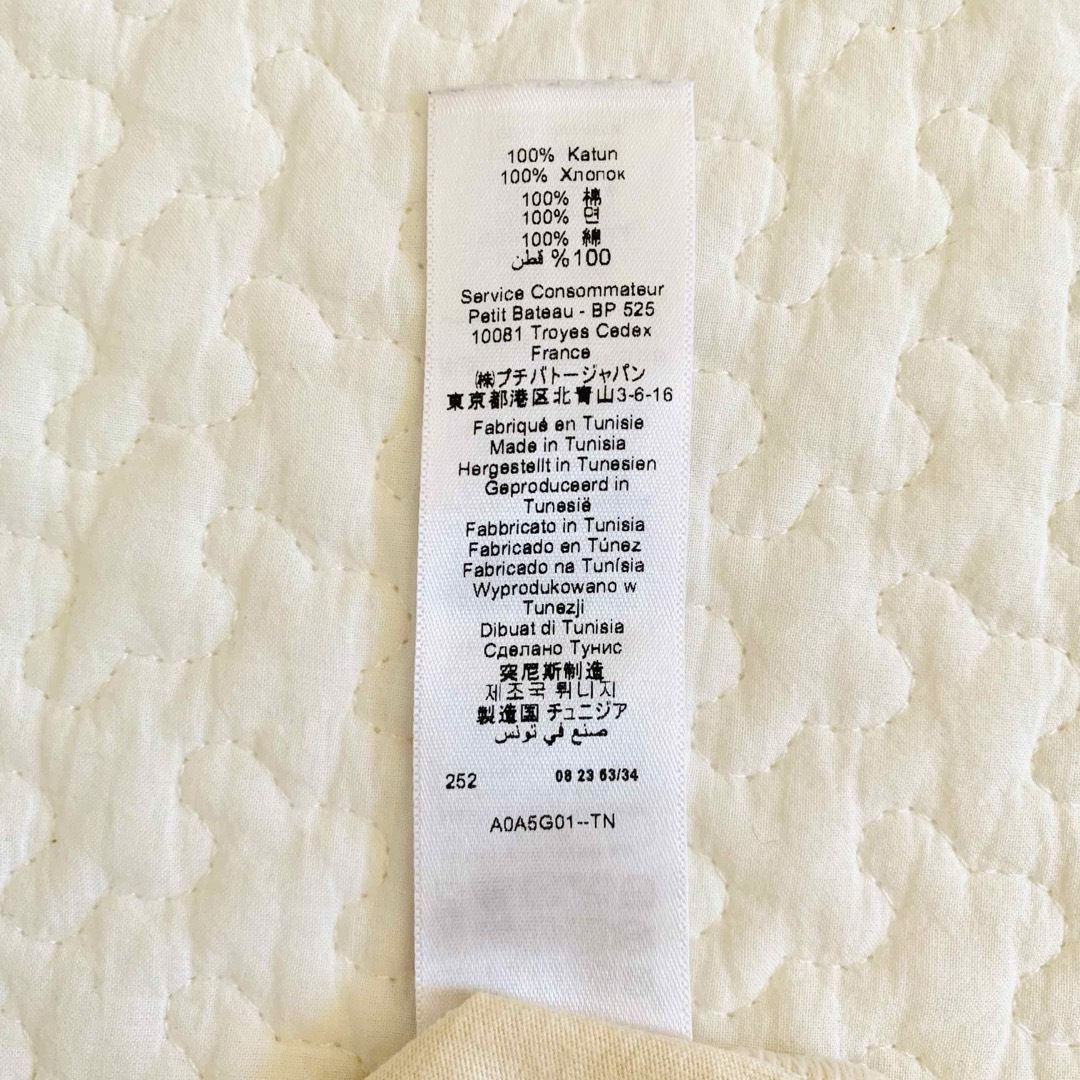 100% Katun
100% Хлопок
100% 棉
100% 면
100% 綿
100% قطن
Service Consommateur
Petit Bateau - BP 525
10081 Troyes Cedex
France
㈱プチバトージャパン
東京都港区北青山3-6-16
Fabriqué en Tunisie
Made in Tunisia
Hergestellt in Tunesien
Geproduceerd in
Tunesië
Fabbricato in Tunisia
Fabricado en Túnez
Fabricado na Tunísia
Wyprodukowano w
Tunezji
Dibuat di Tunisia
Сделано Тунис
突尼斯制造
제조국 튀니지
製造国 チュニジア
صنع في تونس
252 08 23 63/34
A0A5G01--TN